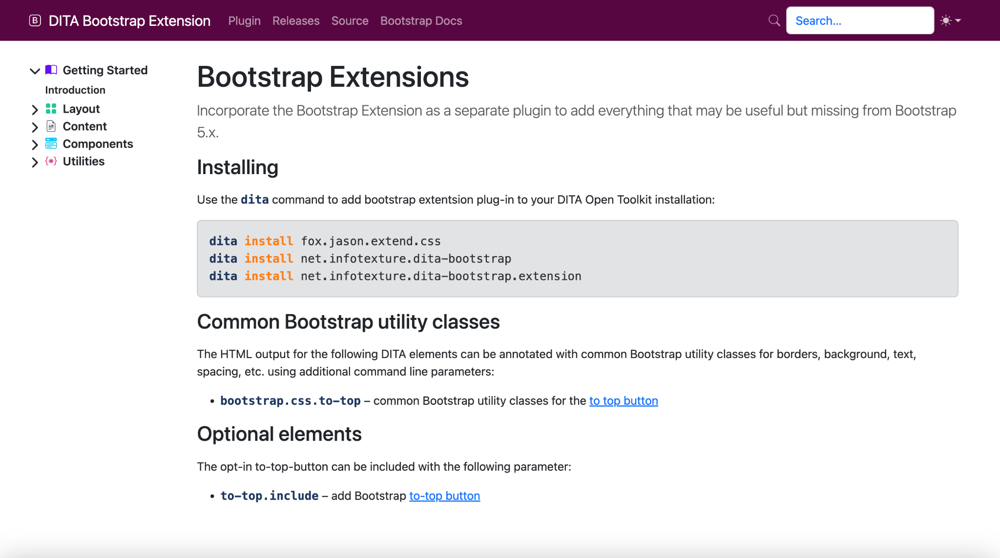 DITA Bootstrap Extension Plugin Releases Source Bootstrap Docs Search...
Getting Started
Introduction
Layout
Content
Components
Utilities
Bootstrap Extensions
Incorporate the Bootstrap Extension as a separate plugin to add everything that may be useful but missing from Bootstrap
5.x.
Installing
Use the dita command to add bootstrap extentsion plug-in to your DITA Open Toolkit installation:
dita install fox.jason.extend.css
dita install net.infotexture.dita-bootstrap
dita install net.infotexture.dita-bootstrap.extension
Common Bootstrap utility classes
The HTML output for the following DITA elements can be annotated with common Bootstrap utility classes for borders, background, text,
spacing, etc. using additional command line parameters:
• bootstrap.css.to-top – common Bootstrap utility classes for the to top button
Optional elements
The opt-in to-top-button can be included with the following parameter:
• to-top.include – add Bootstrap to-top button